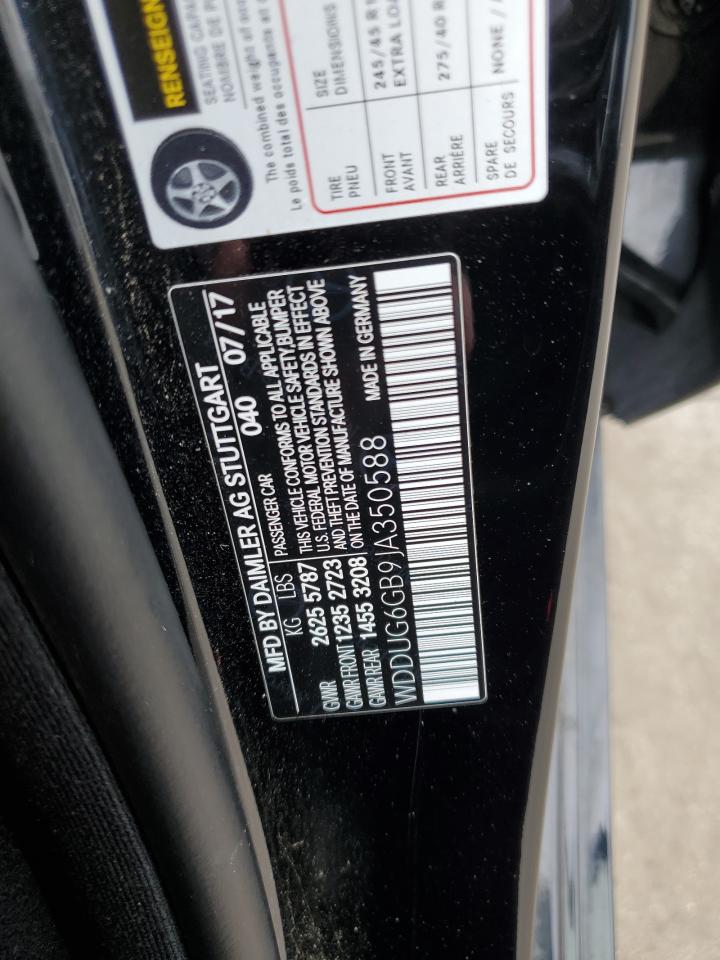 RENSEIGN
SEATING CAPA
NOMBRE DE
The combined weight of
Le poids total des occupants et
TIRE
PNEU
SIZE
DIMENSIONS
FRONT
AVANT
245/45 R
EXTRA LOA
REAR
ARRIÈRE
275/40 R
SPARE
DE SECOURS
NONE /
MFD BY DAIMLER AG STUTTGART
KG LBS PASSENGER CAR 040 07/17
GAWR 2625 5787 THIS VEHICLE CONFORMS TO ALL APPLICABLE
U.S. FEDERAL MOTOR VEHICLE SAFETY,BUMPER
GAWR FRONT 1235 2723 AND THEFT PREVENTION STANDARDS IN EFFECT
GAWR REAR 1455 3208 ON THE DATE OF MANUFACTURE SHOWN ABOVE
WDDUG6GB9JA350588 MADE IN GERMANY